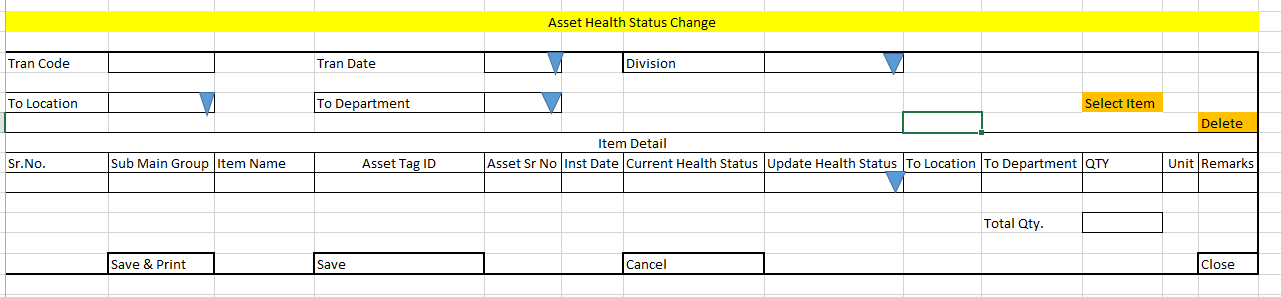 Asset Health Status Change
Tran Code Tran Date Division
To Location To Department Select Item
Delete
Item Detail
Sr.No. Sub Main Group Item Name Asset Tag ID Asset Sr No Inst Date Current Health Status Update Health Status To Location To Department QTY Unit Remarks
Total Qty.
Save & Print Save Cancel Close